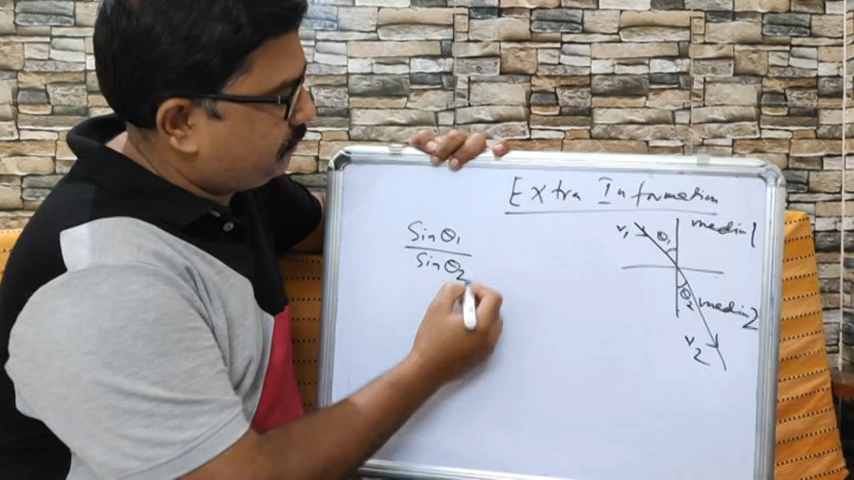 Extra Information
Sinθ₁
Sinθ₂
v₁
θ₁
medium 1
θ₂
medium 2
v₂